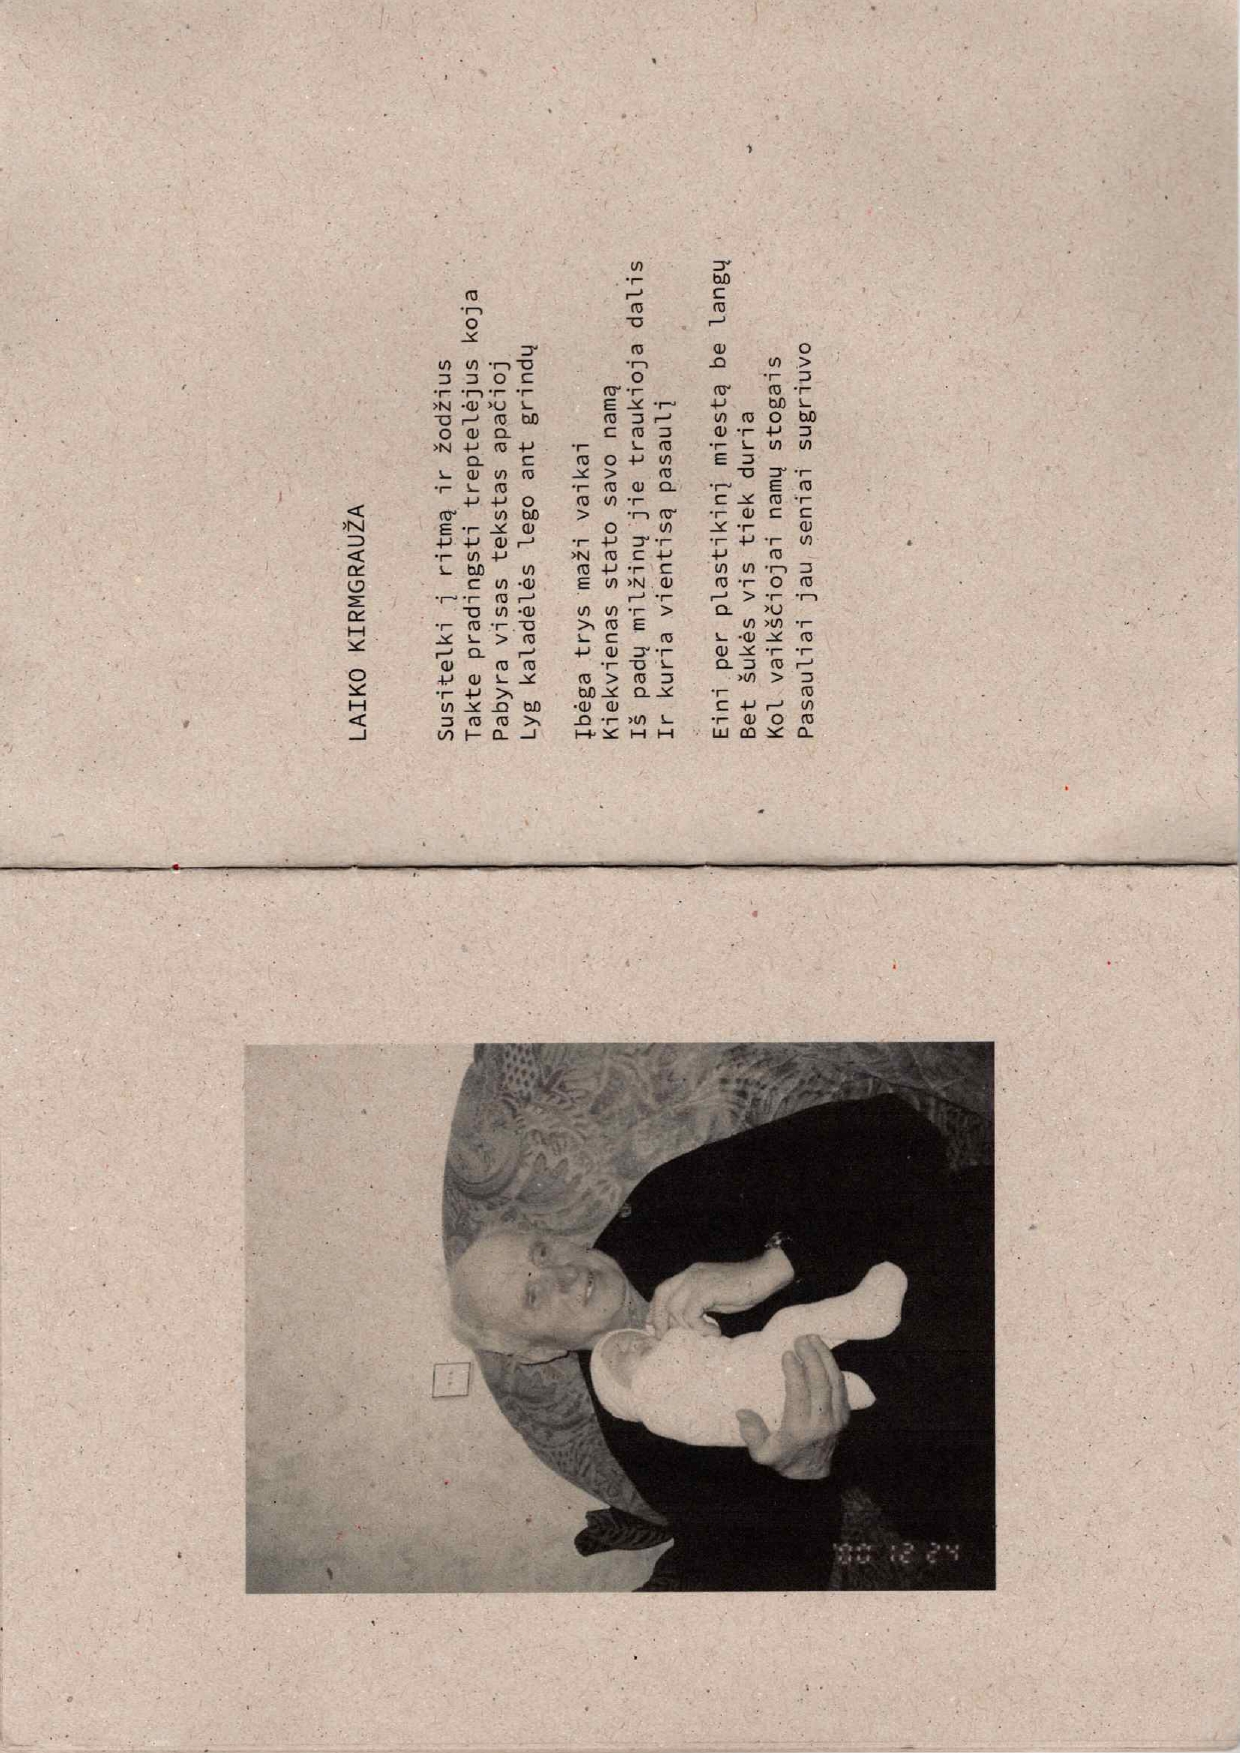 LAIKO KIRMGRAUŽA
Susitelki į ritmą ir žodžius
Takte pradingsti treptelėjus koja
Pabyra visas tekstas apačioj
Lyg kaladėlės lego ant grindų
Įbėga trys maži vaikai
Kiekvienas stato savo namą
Iš padų milžinų jie traukioja dalis
Ir kuria vientisą pasaulį
Eini per plastikinį miestą be langų
Bet šukės vis tiek duria
Kol vaikščiojai namų stogais
Pasauliai jau seniai sugriuvo
'00 12 24